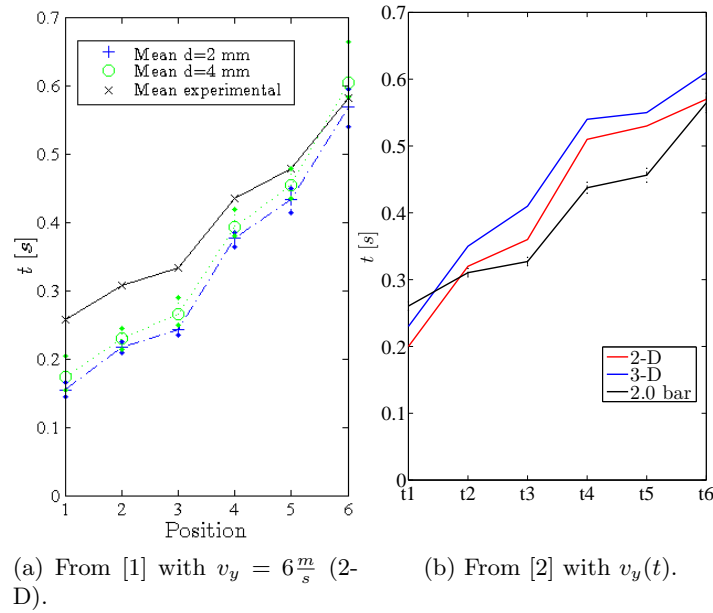 0.7
0.6
0.5
0.4
0.3
0.2
0.1
0
t [s]
Mean d=2 mm
Mean d=4 mm
Mean experimental
1 2 3 4 5 6
Position
(a) From [1] with v_y = 6 m/s (2-
D).
0.7
0.6
0.5
0.4
0.3
0.2
0.1
0
t [s]
2-D
3-D
2.0 bar
t1 t2 t3 t4 t5 t6
(b) From [2] with v_y(t).